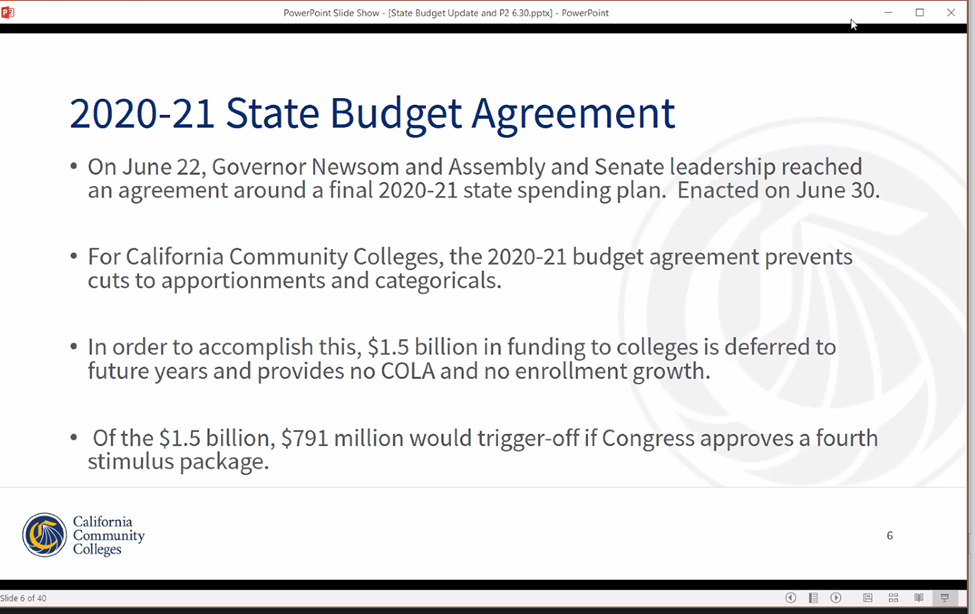 PowerPoint Slide Show - [State Budget Update and P2 6.30.pptx] - PowerPoint
2020-21 State Budget Agreement
• On June 22, Governor Newsom and Assembly and Senate leadership reached
an agreement around a final 2020-21 state spending plan.  Enacted on June 30.
• For California Community Colleges, the 2020-21 budget agreement prevents
cuts to apportionments and categoricals.
• In order to accomplish this, $1.5 billion in funding to colleges is deferred to
future years and provides no COLA and no enrollment growth.
• Of the $1.5 billion, $791 million would trigger-off if Congress approves a fourth
stimulus package.
California
Community
Colleges
6
Slide 6 of 40